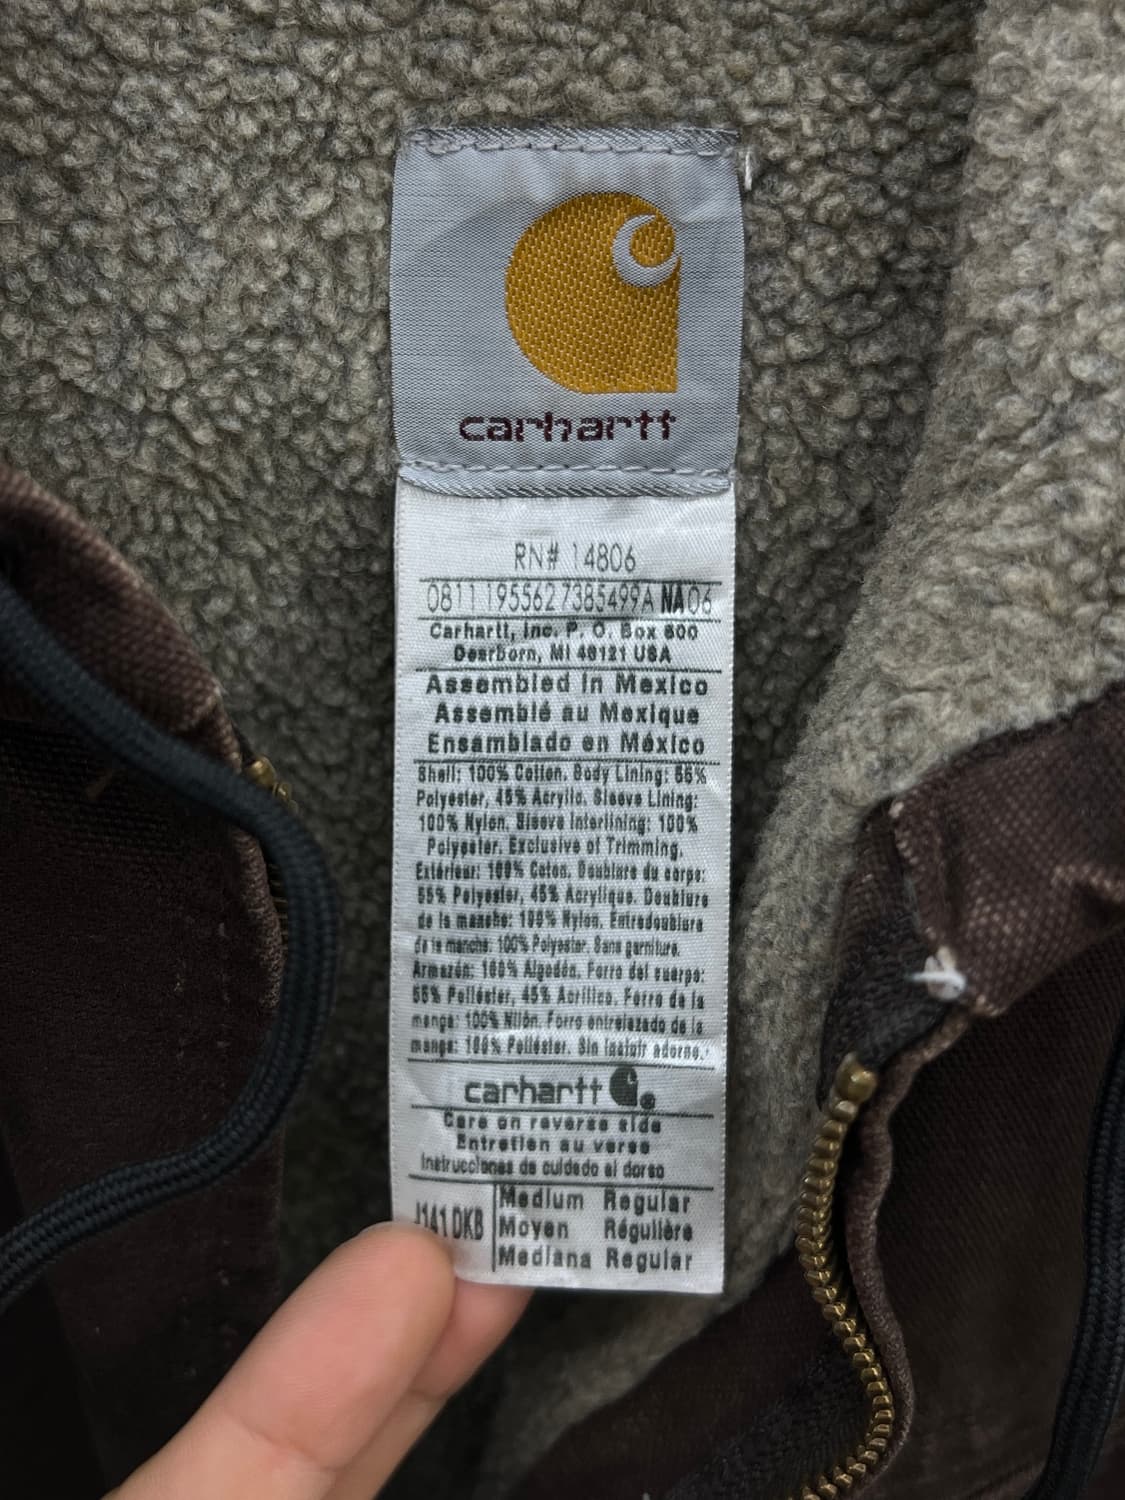 carhartt
RN# 14806
08111955627385499A NA06
Carhartt, Inc. P. O. Box 600
Dearborn, MI 48121 USA
Assembled in Mexico
Assemblé au Mexique
Ensamblado en México
Shell: 100% Cotton. Body Lining: 55%
Polyester, 45% Acrylic. Sleeve Lining:
100% Nylon. Sleeve Interlining: 100%
Polyester. Exclusive of Trimming.
Extérieur: 100% Coton. Doublure du corps:
55% Polyester, 45% Acrylique. Doublure
de la manche: 100% Nylon. Entredoublure
de la manche: 100% Polyester. Sans garniture.
Armazón: 100% Algodón. Forro del cuerpo:
55% Poliéster, 45% Acrílico. Forro de la
manga: 100% Nilón. Forro entrelazado de la
manga: 100% Poliéster. Sin incluir adorno.
carhartt
Care on reverse side
Entretien au verso
Instrucciones de cuidado al dorso
J141 DKB
Medium Regular
Moyen Régulière
Mediana Regular